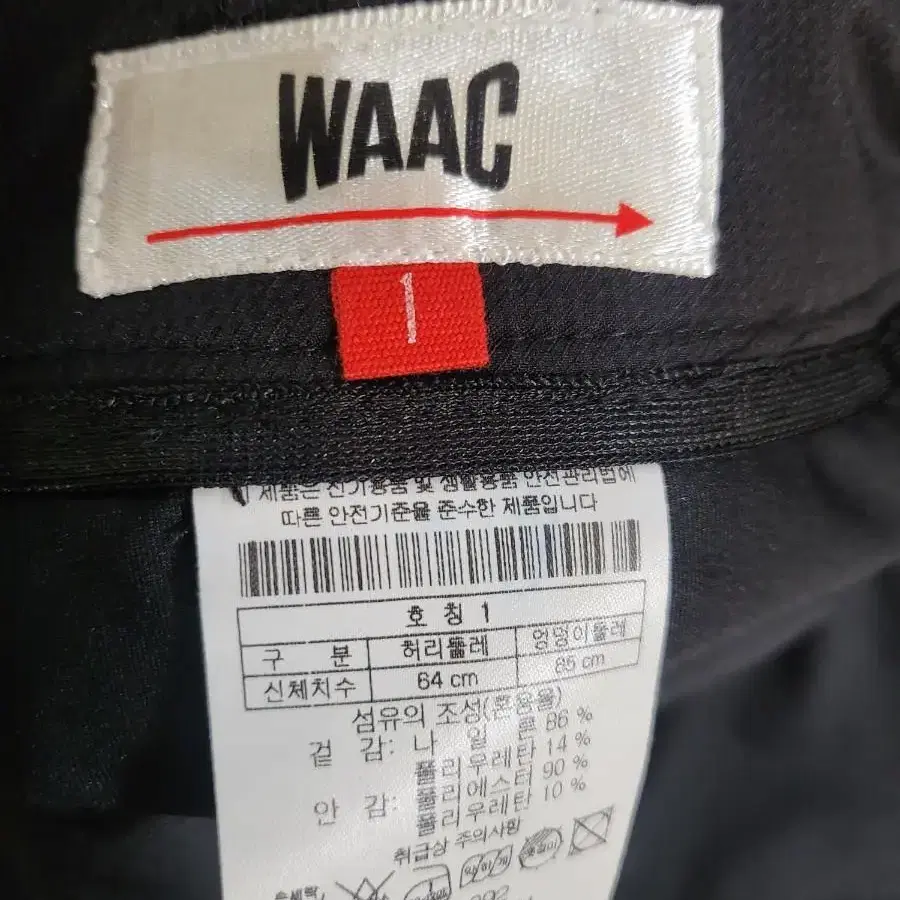 WAAC
1
제품은 전기용품 및 생활용품 안전관리법에
따른 안전기준을 준수한 제품입니다
호 칭 1
구 분 허리둘레 엉덩이둘레
신체치수 64 cm 85 cm
섬유의 조성(혼용율)
겉 감: 나 일 론 86 %
폴리우레탄 14 %
안 감: 폴리에스터 90 %
폴리우레탄 10 %
취급상 주의사항
손세탁